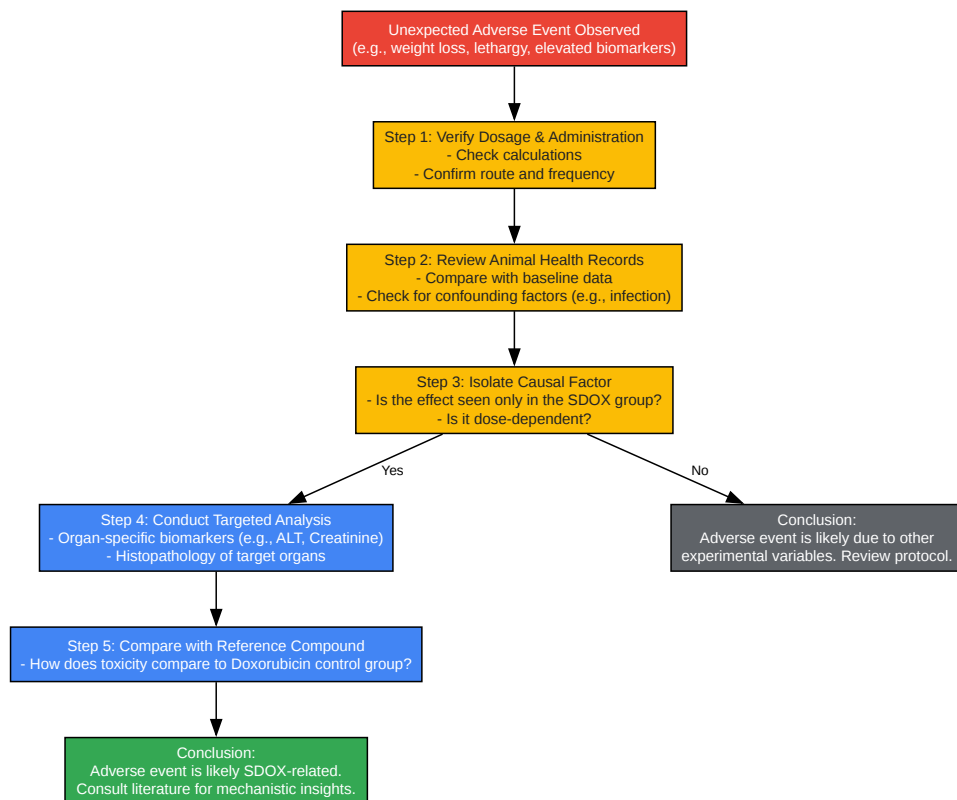 Unexpected Adverse Event Observed
(e.g., weight loss, lethargy, elevated biomarkers)
Step 1: Verify Dosage & Administration
- Check calculations
- Confirm route and frequency
Step 2: Review Animal Health Records
- Compare with baseline data
- Check for confounding factors (e.g., infection)
Step 3: Isolate Causal Factor
- Is the effect seen only in the SDOX group?
- Is it dose-dependent?
Yes
No
Step 4: Conduct Targeted Analysis
- Organ-specific biomarkers (e.g., ALT, Creatinine)
- Histopathology of target organs
Conclusion:
Adverse event is likely due to other
experimental variables. Review protocol.
Step 5: Compare with Reference Compound
- How does toxicity compare to Doxorubicin control group?
Conclusion:
Adverse event is likely SDOX-related.
Consult literature for mechanistic insights.